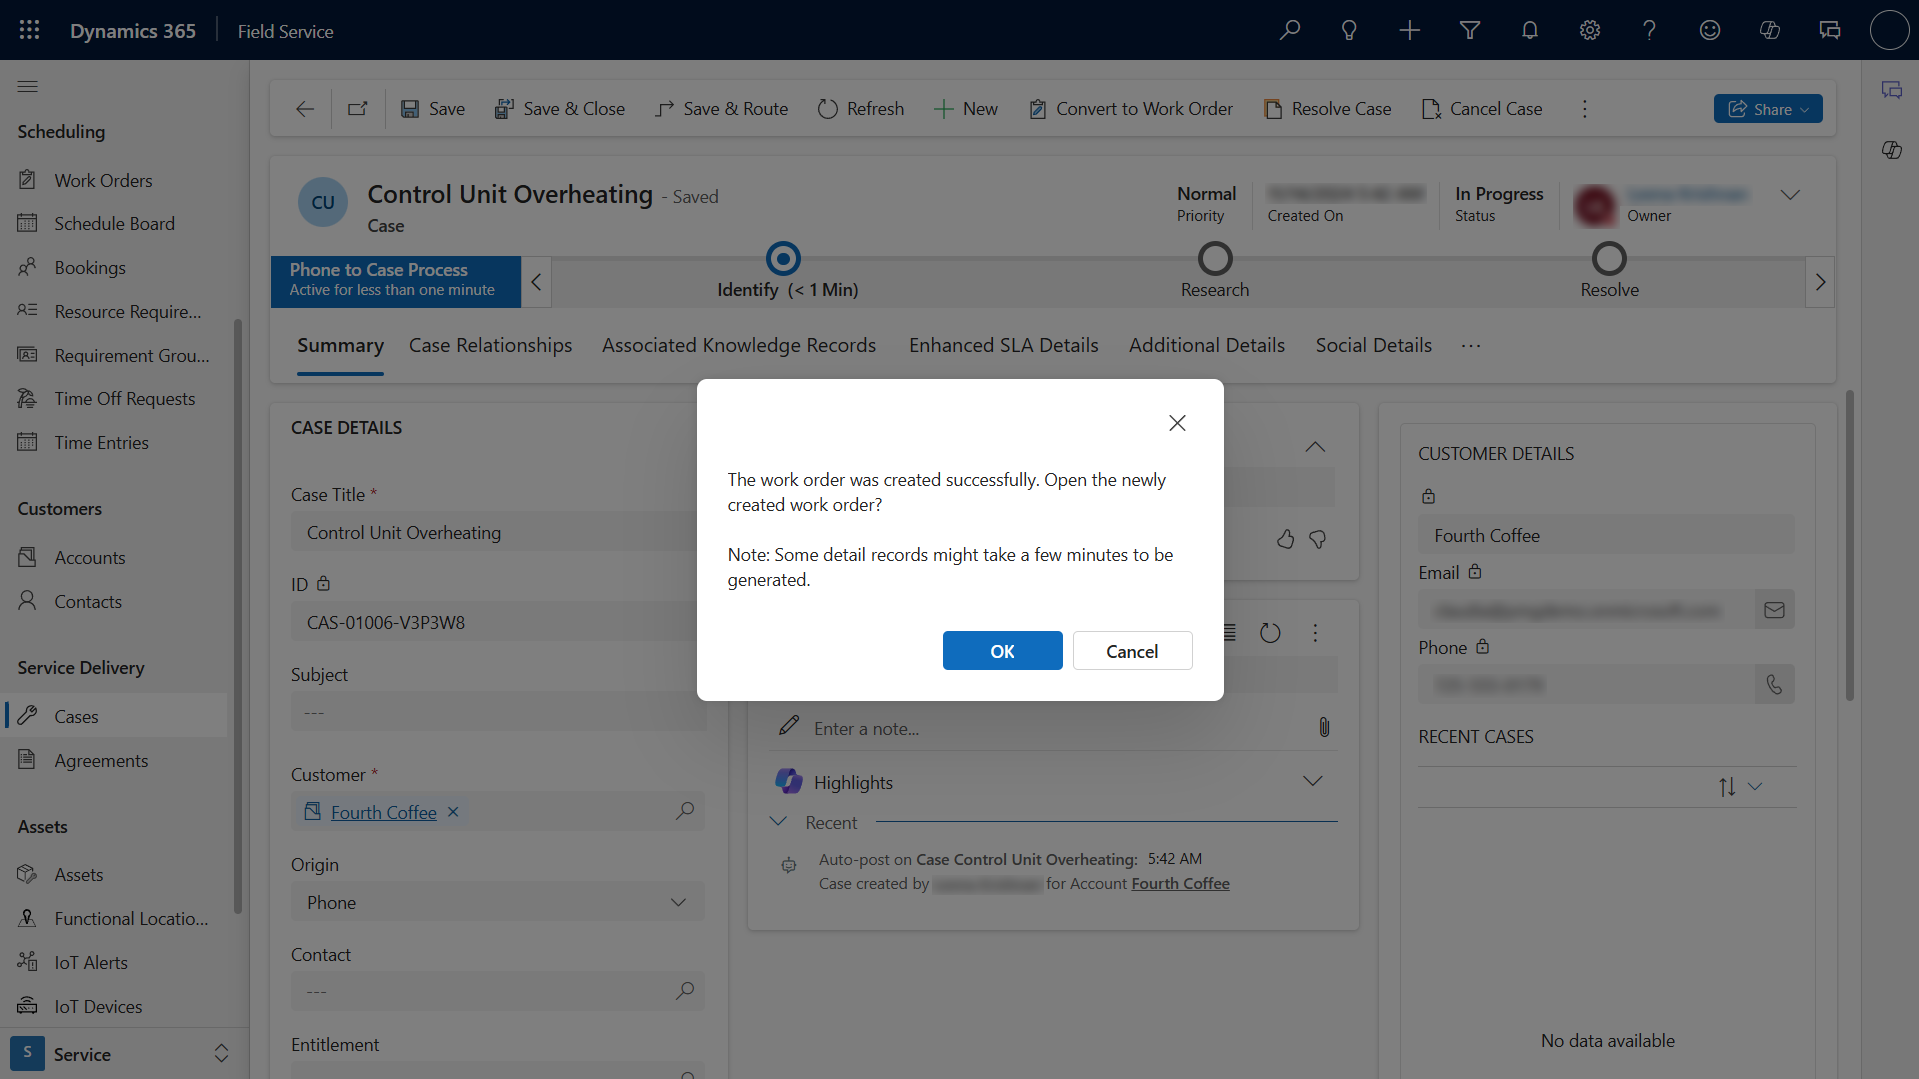 Dynamics 365
Field Service
Scheduling
Work Orders
Schedule Board
Bookings
Resource Require...
Requirement Grou...
Time Off Requests
Time Entries
Customers
Accounts
Contacts
Service Delivery
Cases
Agreements
Assets
Assets
Functional Locatio...
IoT Alerts
IoT Devices
S
Service
Save
Save & Close
Save & Route
Refresh
New
Convert to Work Order
Resolve Case
Cancel Case
Share
CU
Control Unit Overheating - Saved
Case
Normal
Priority
Created On
In Progress
Status
Owner
Phone to Case Process
Active for less than one minute
Identify (< 1 Min)
Research
Resolve
Summary
Case Relationships
Associated Knowledge Records
Enhanced SLA Details
Additional Details
Social Details
CASE DETAILS
Case Title *
Control Unit Overheating
ID
CAS-01006-V3P3W8
Subject
---
Customer *
Fourth Coffee
Origin
Phone
Contact
---
Entitlement
The work order was created successfully. Open the newly
created work order?
Note: Some detail records might take a few minutes to be
generated.
OK
Cancel
Enter a note...
Highlights
Recent
Auto-post on Case Control Unit Overheating: 5:42 AM
Case created by for Account Fourth Coffee
CUSTOMER DETAILS
Fourth Coffee
Email
Phone
RECENT CASES
No data available